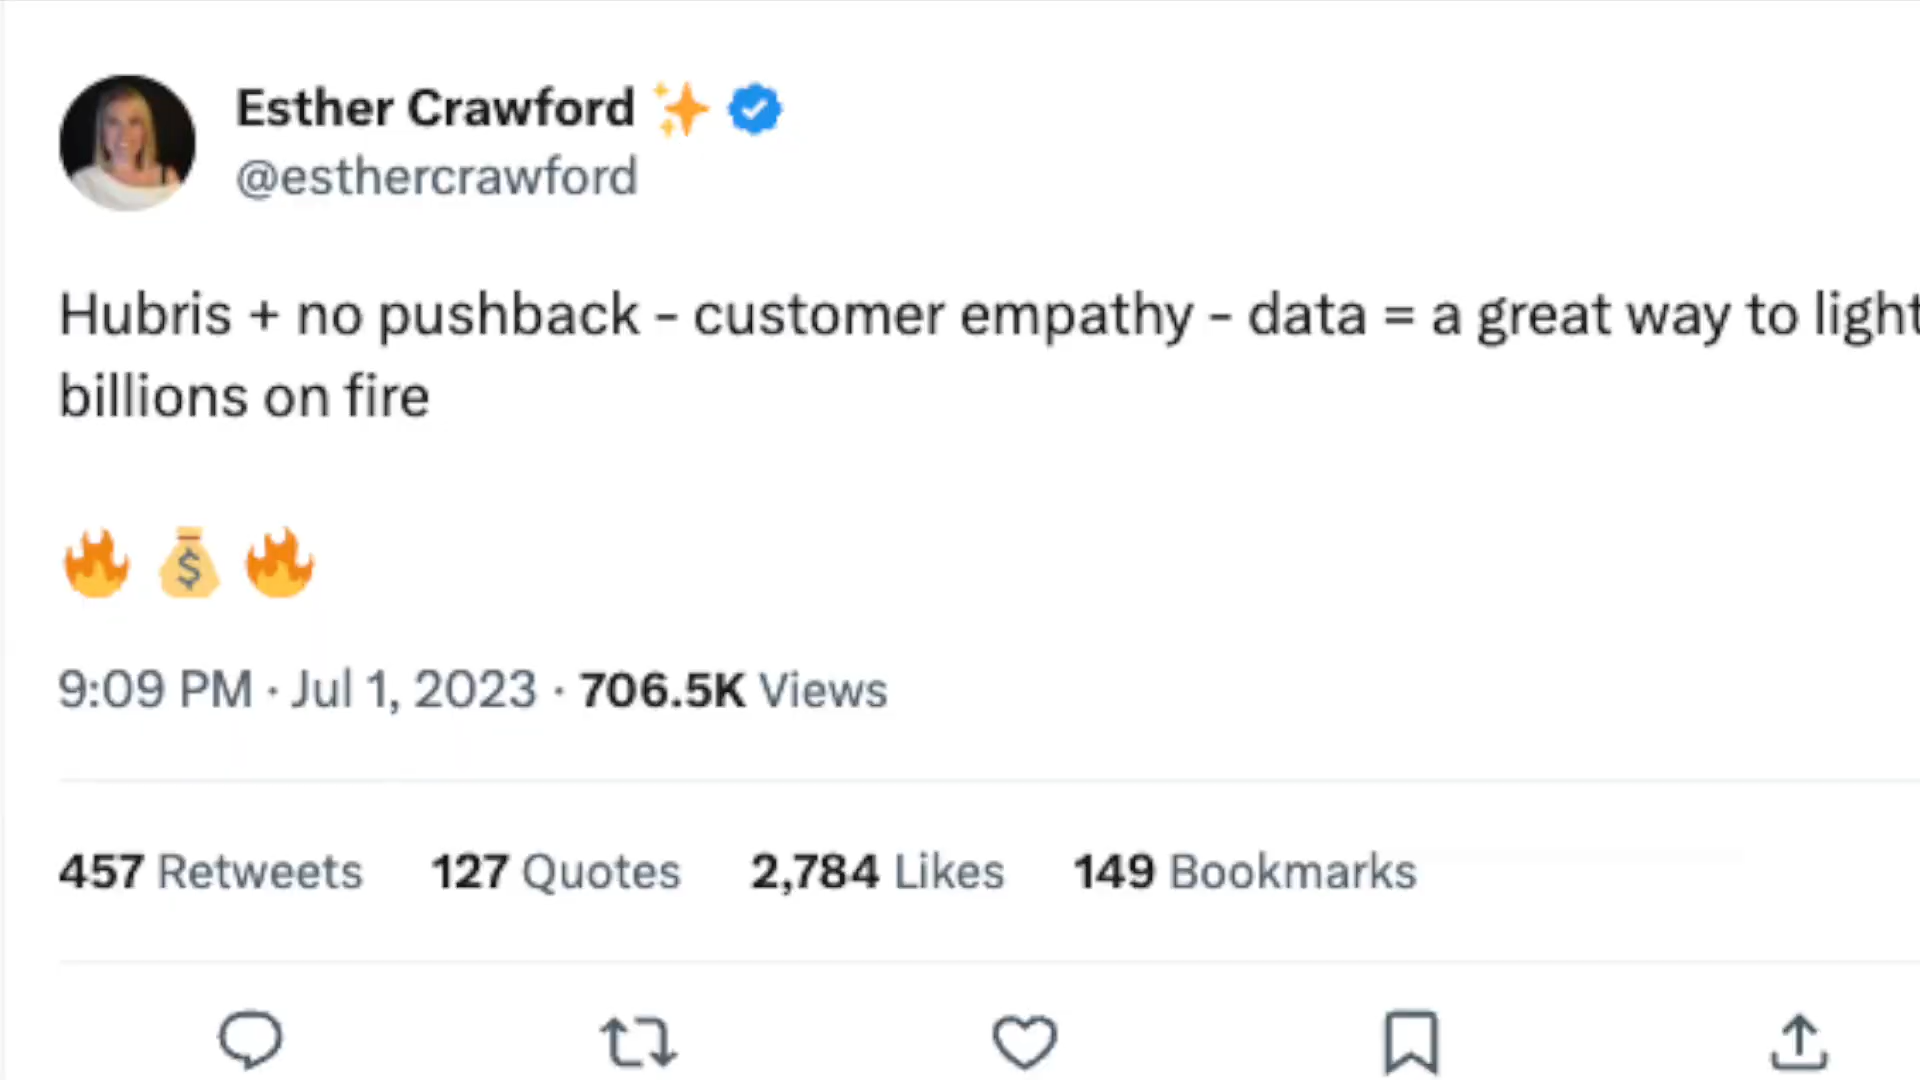 Esther Crawford
@esthercrawford
Hubris + no pushback - customer empathy - data = a great way to light
billions on fire
9:09 PM · Jul 1, 2023 · 706.5K Views
457 Retweets 127 Quotes 2,784 Likes 149 Bookmarks